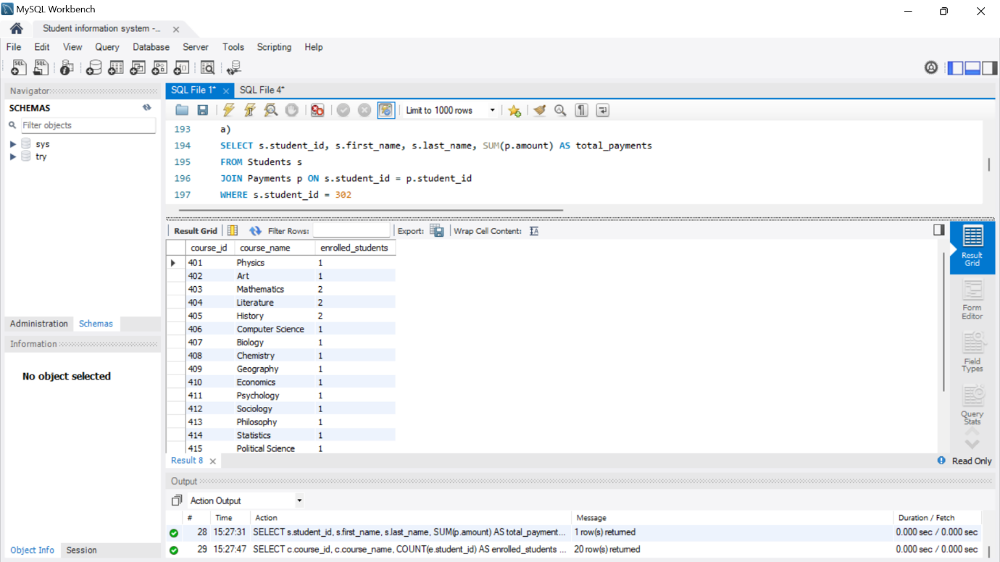 MySQL Workbench
Student information system -...
File Edit View Query Database Server Tools Scripting Help
Navigator
SCHEMAS
Filter objects
sys
try
Administration Schemas
Information
No object selected
Object Info Session
SQL File 1* SQL File 4*
Limit to 1000 rows
193 a)
194 SELECT s.student_id, s.first_name, s.last_name, SUM(p.amount) AS total_payments
195 FROM Students s
196 JOIN Payments p ON s.student_id = p.student_id
197 WHERE s.student_id = 302
Result Grid Filter Rows: Export: Wrap Cell Content:
course_id course_name enrolled_students
401 Physics 1
402 Art 1
403 Mathematics 2
404 Literature 2
405 History 2
406 Computer Science 1
407 Biology 1
408 Chemistry 1
409 Geography 1
410 Economics 1
411 Psychology 1
412 Sociology 1
413 Philosophy 1
414 Statistics 1
415 Political Science 1
Result Grid
Form Editor
Field Types
Query Stats
Result 8
Read Only
Output
Action Output
# Time Action Message Duration / Fetch
28 15:27:31 SELECT s.student_id, s.first_name, s.last_name, SUM(p.amount) AS total_payment... 1 row(s) returned 0.000 sec / 0.000 sec
29 15:27:47 SELECT c.course_id, c.course_name, COUNT(e.student_id) AS enrolled_students ... 20 row(s) returned 0.000 sec / 0.000 sec